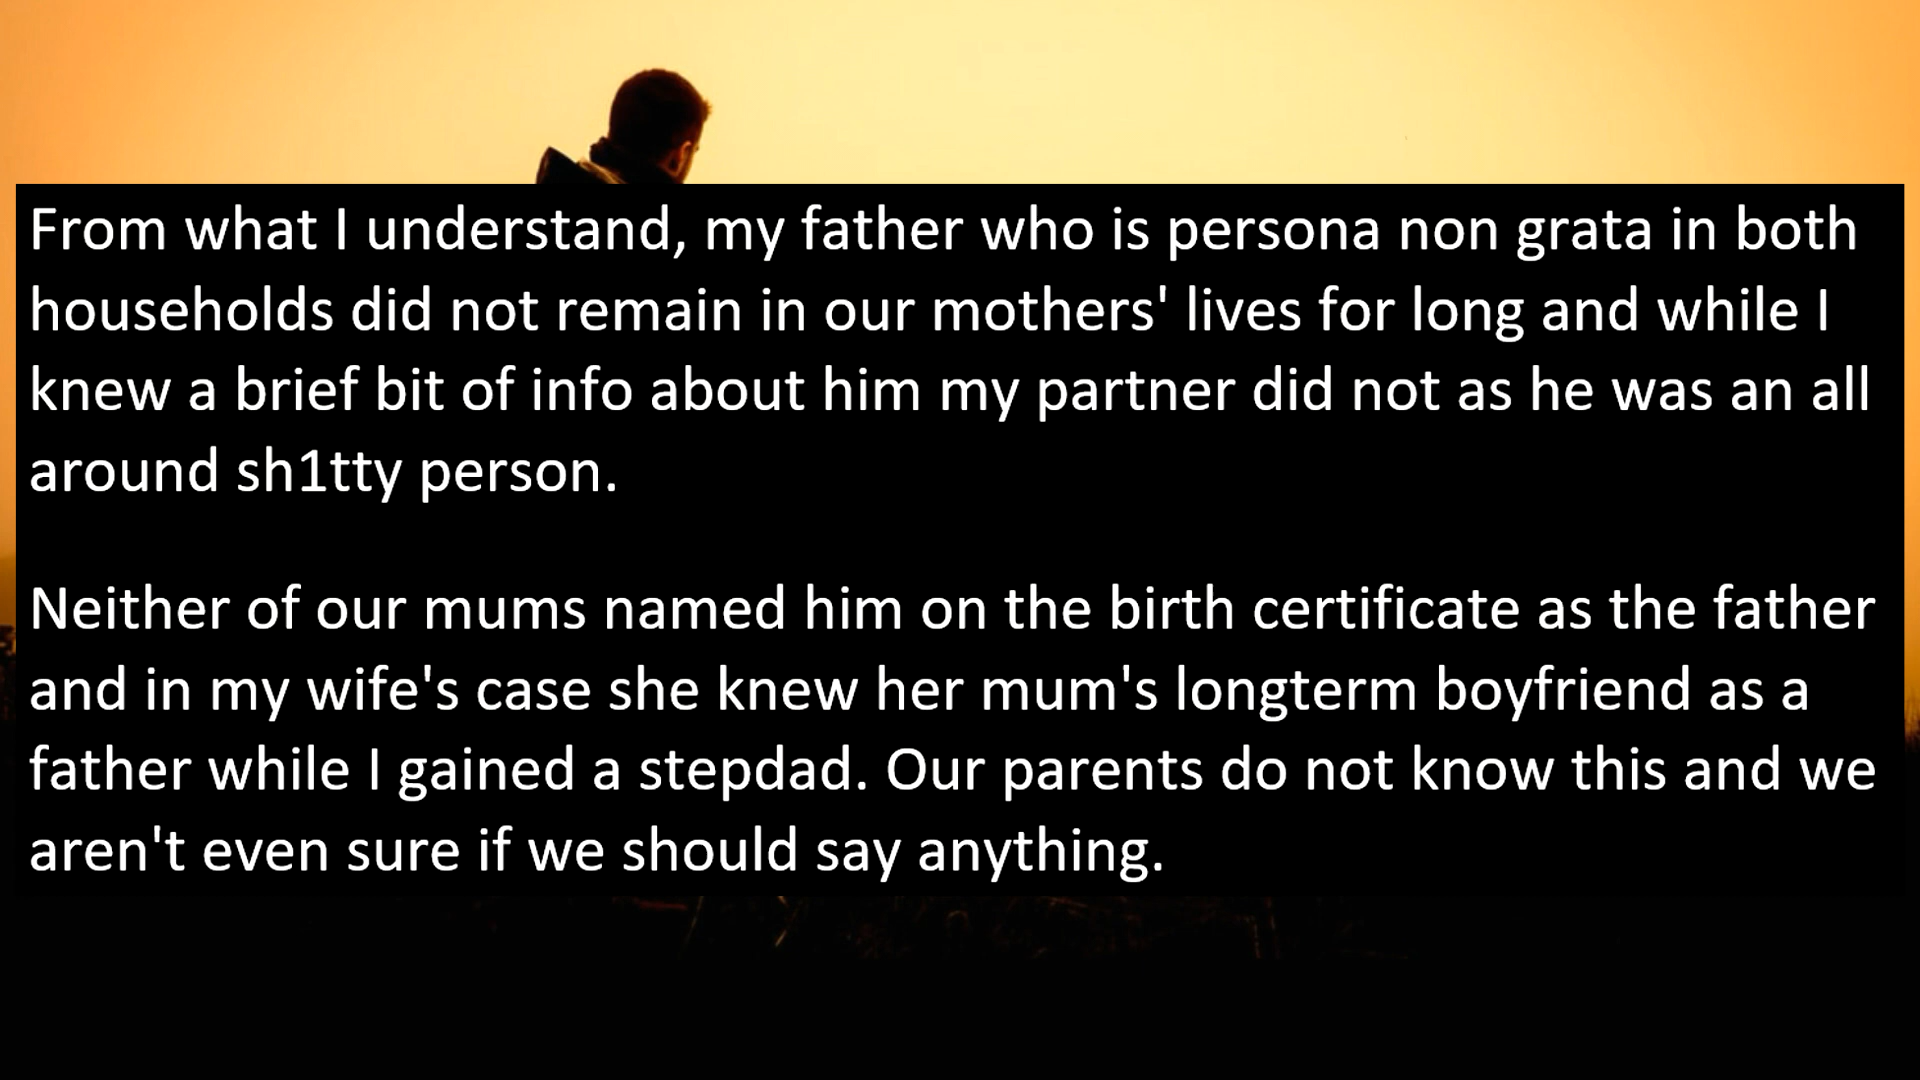 From what I understand, my father who is persona non grata in both
households did not remain in our mothers' lives for long and while I
knew a brief bit of info about him my partner did not as he was an all
around sh1tty person.
Neither of our mums named him on the birth certificate as the father
and in my wife's case she knew her mum's longterm boyfriend as a
father while I gained a stepdad. Our parents do not know this and we
aren't even sure if we should say anything.